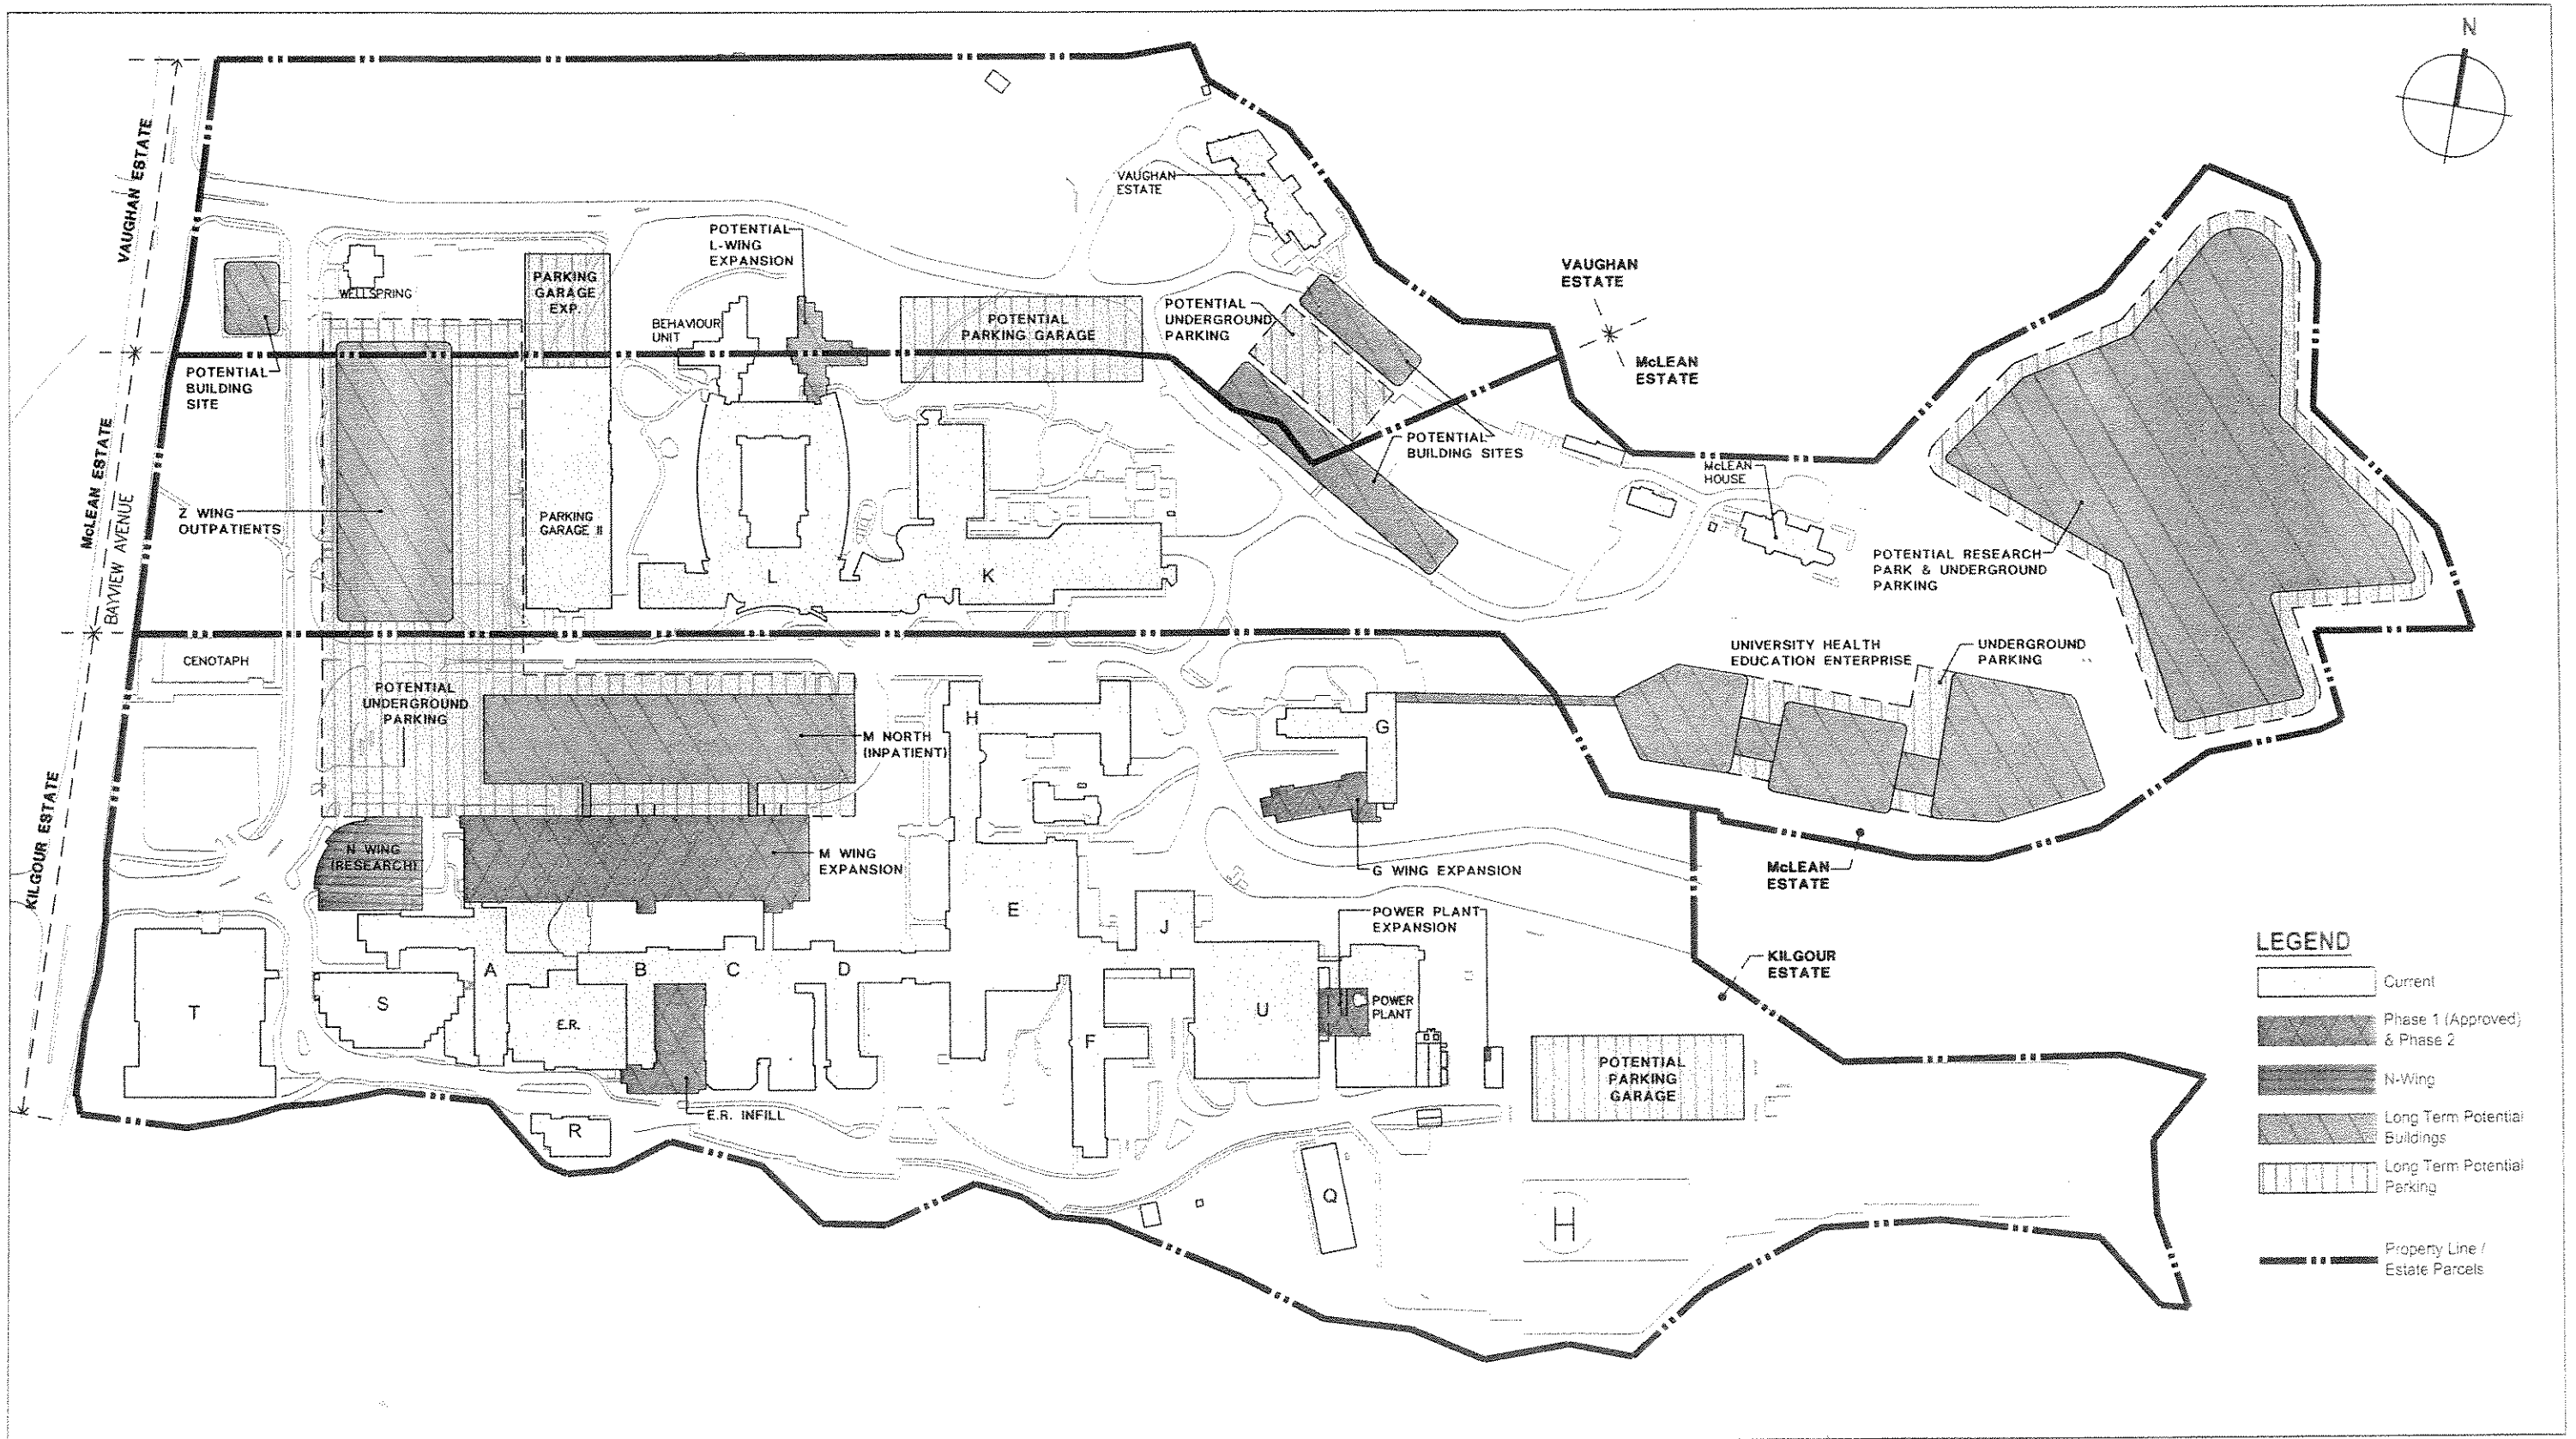 N
VAUGHAN ESTATE
McLEAN ESTATE
BAYVIEW AVENUE
KILGOUR ESTATE
VAUGHAN
ESTATE
POTENTIAL
L-WING
EXPANSION
PARKING
GARAGE
EXP.
WELLSPRING
BEHAVIOUR
UNIT
POTENTIAL
PARKING GARAGE
POTENTIAL
UNDERGROUND
PARKING
VAUGHAN
ESTATE
McLEAN
ESTATE
POTENTIAL
BUILDING
SITE
POTENTIAL
BUILDING SITES
McLEAN
HOUSE
Z WING
OUTPATIENTS
PARKING
GARAGE II
L
K
POTENTIAL RESEARCH
PARK & UNDERGROUND
PARKING
CENOTAPH
UNIVERSITY HEALTH
EDUCATION ENTERPRISE
UNDERGROUND
PARKING
POTENTIAL
UNDERGROUND
PARKING
H
G
M NORTH
(INPATIENT)
N WING
(RESEARCH)
M WING
EXPANSION
G WING EXPANSION
McLEAN
ESTATE
E
J
POWER PLANT
EXPANSION
KILGOUR
ESTATE
A
B
C
D
T
S
E.R.
U
POWER
PLANT
F
POTENTIAL
PARKING
GARAGE
E.R. INFILL
R
Q
H
LEGEND
Current
Phase 1 (Approved)
& Phase 2
N-Wing
Long Term Potential
Buildings
Long Term Potential
Parking
Property Line /
Estate Parcels